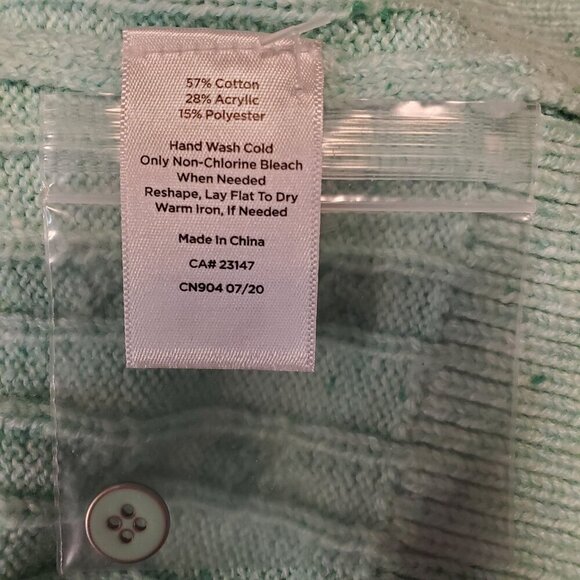 57% Cotton
28% Acrylic
15% Polyester
Hand Wash Cold
Only Non-Chlorine Bleach
When Needed
Reshape, Lay Flat To Dry
Warm Iron, If Needed
Made In China
CA# 23147
CN904 07/20